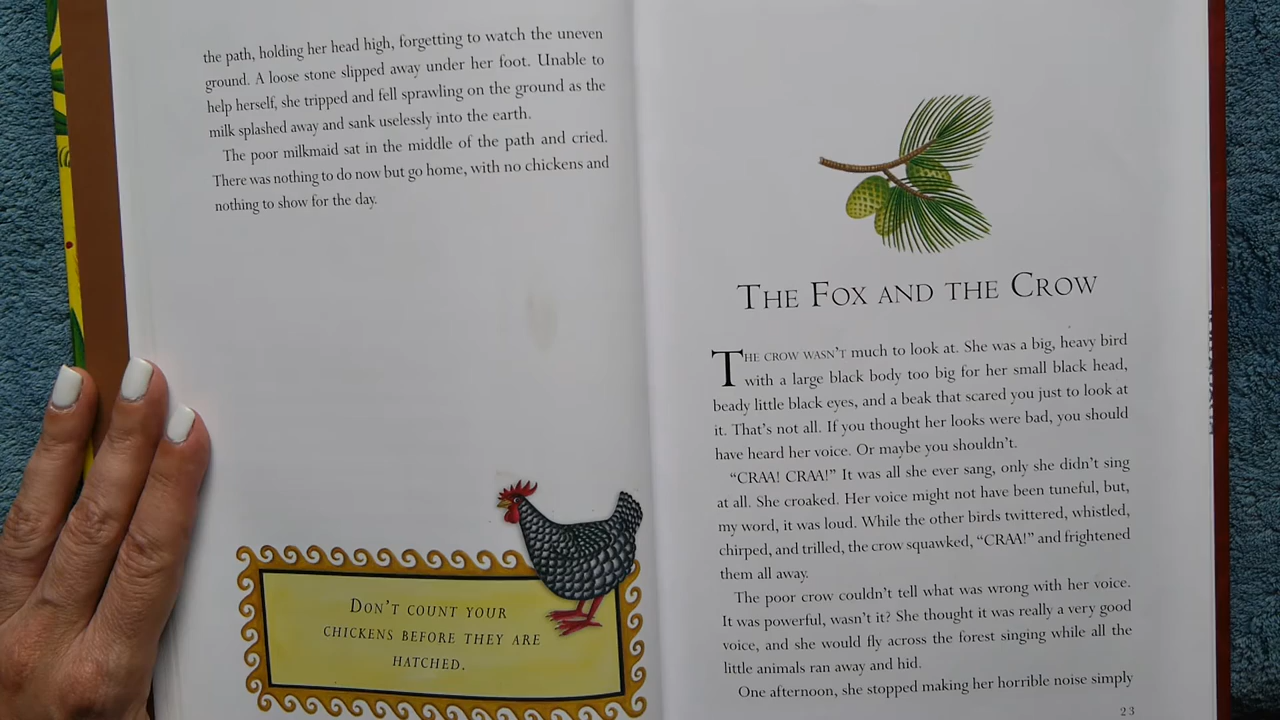 the path, holding her head high, forgetting to watch the uneven
ground. A loose stone slipped away under her foot. Unable to
help herself, she tripped and fell sprawling on the ground as the
milk splashed away and sank uselessly into the earth.
The poor milkmaid sat in the middle of the path and cried.
There was nothing to do now but go home, with no chickens and
nothing to show for the day.
DON'T COUNT YOUR
CHICKENS BEFORE THEY ARE
HATCHED.
THE FOX AND THE CROW
THE CROW WASN'T much to look at. She was a big, heavy bird
with a large black body too big for her small black head,
beady little black eyes, and a beak that scared you just to look at
it. That's not all. If you thought her looks were bad, you should
have heard her voice. Or maybe you shouldn't.
"CRAA! CRAA!" It was all she ever sang, only she didn't sing
at all. She croaked. Her voice might not have been tuneful, but,
my word, it was loud. While the other birds twittered, whistled,
chirped, and trilled, the crow squawked, "CRAA!" and frightened
them all away.
The poor crow couldn't tell what was wrong with her voice.
It was powerful, wasn't it? She thought it was really a very good
voice, and she would fly across the forest singing while all the
little animals ran away and hid.
One afternoon, she stopped making her horrible noise simply
23